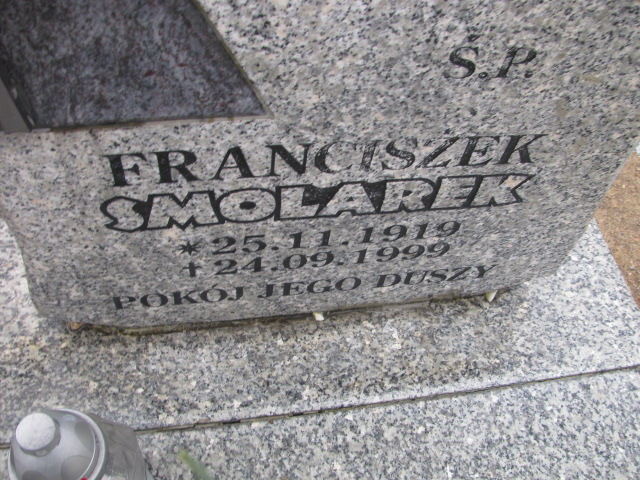 Ś.P.
FRANCISZEK
SMOLAREK
* 25.11.1919
† 24.09.1999
POKÓJ JEGO DUSZY